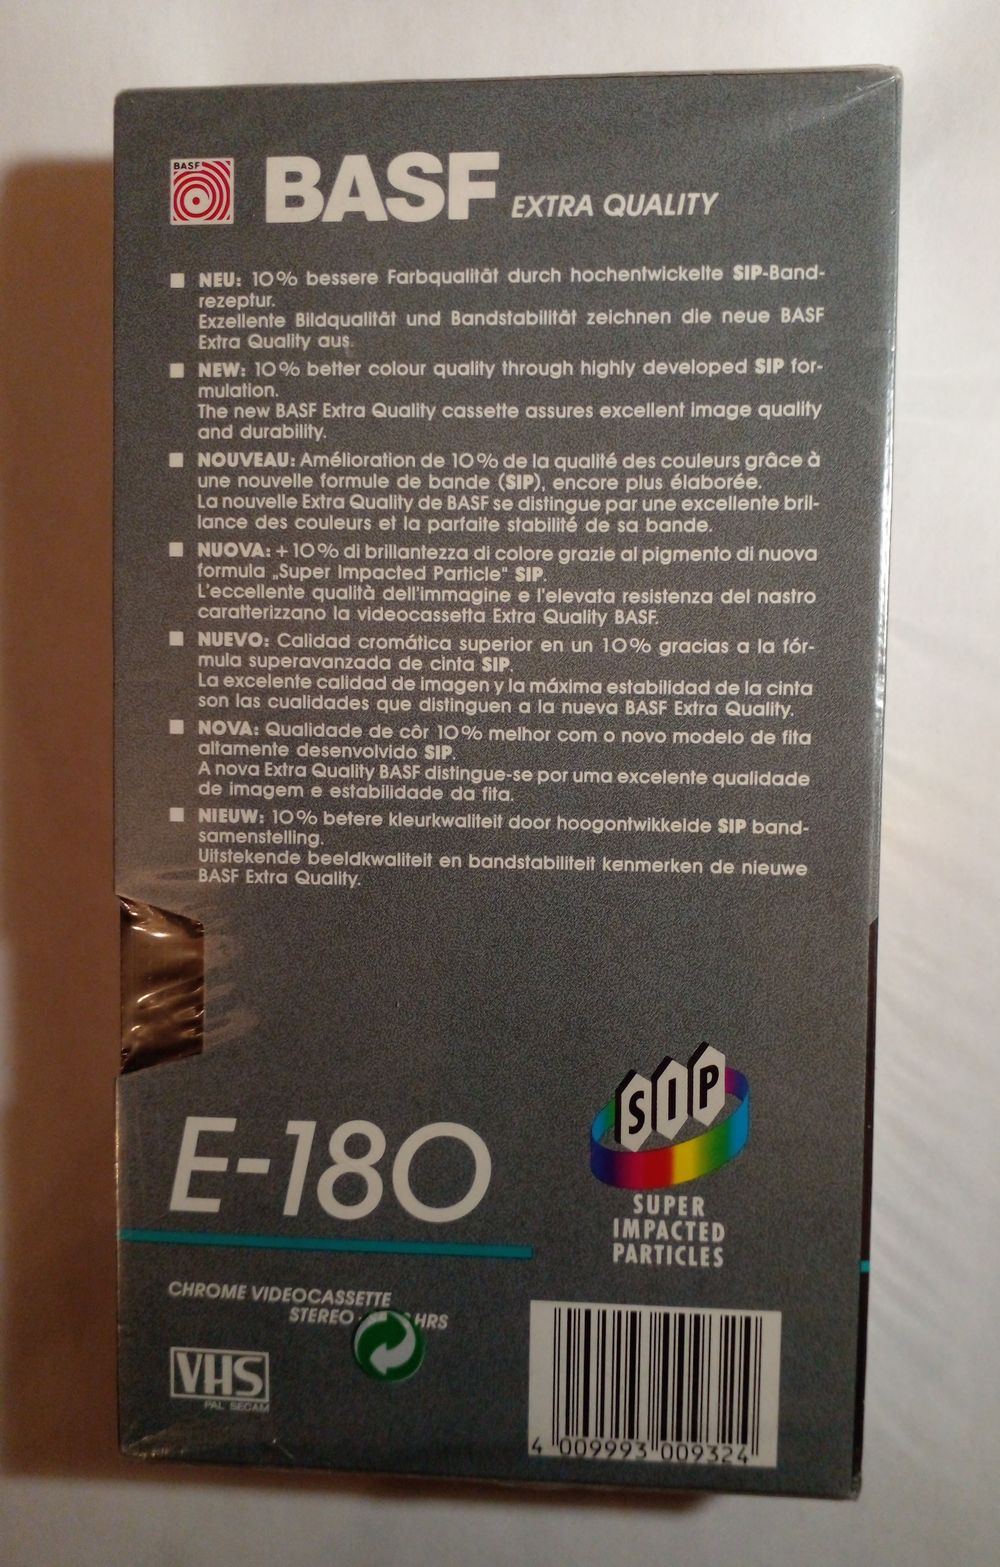 BASF
BASF EXTRA QUALITY
■ NEU: 10% bessere Farbqualität durch hochentwickelte SIP-Band-
rezeptur.
Exzellente Bildqualität und Bandstabilität zeichnen die neue BASF
Extra Quality aus.
■ NEW: 10% better colour quality through highly developed SIP for-
mulation.
The new BASF Extra Quality cassette assures excellent image quality
and durability.
■ NOUVEAU: Amélioration de 10% de la qualité des couleurs grâce à
une nouvelle formule de bande (SIP), encore plus élaborée.
La nouvelle Extra Quality de BASF se distingue par une excellente bril-
lance des couleurs et la parfaite stabilité de sa bande.
■ NUOVA: +10% di brillantezza di colore grazie al pigmento di nuova
formula „Super Impacted Particle" SIP.
L'eccellente qualità dell'immagine e l'elevata resistenza del nastro
caratterizzano la videocassetta Extra Quality BASF.
■ NUEVO: Calidad cromática superior en un 10% gracias a la fór-
mula superavanzada de cinta SIP.
La excelente calidad de imagen y la máxima estabilidad de la cinta
son las cualidades que distinguen a la nueva BASF Extra Quality.
■ NOVA: Qualidade de côr 10% melhor com o novo modelo de fita
altamente desenvolvido SIP.
A nova Extra Quality BASF distingue-se por uma excelente qualidade
de imagem e estabilidade da fita.
■ NIEUW: 10% betere kleurkwaliteit door hoogontwikkelde SIP band-
samenstelling.
Uitstekende beeldkwaliteit en bandstabiliteit kenmerken de nieuwe
BASF Extra Quality.
SIP
SUPER
IMPACTED
PARTICLES
E-180
CHROME VIDEOCASSETTE
STEREO HRS
VHS
PAL SECAM
4 009993 009324